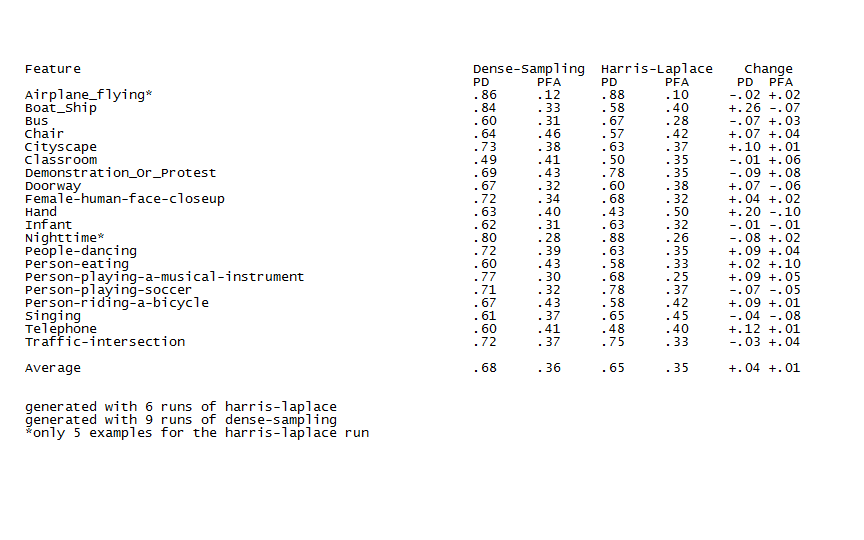 Feature Dense-Sampling Harris-Laplace Change
PD PFA PD PFA PD PFA
Airplane_flying* .86 .12 .88 .10 -.02 +.02
Boat_Ship .84 .33 .58 .40 +.26 -.07
Bus .60 .31 .67 .28 -.07 +.03
Chair .64 .46 .57 .42 +.07 +.04
Cityscape .73 .38 .63 .37 +.10 +.01
Classroom .49 .41 .50 .35 -.01 +.06
Demonstration_Or_Protest .69 .43 .78 .35 -.09 +.08
Doorway .67 .32 .60 .38 +.07 -.06
Female-human-face-closeup .72 .34 .68 .32 +.04 +.02
Hand .63 .40 .43 .50 +.20 -.10
Infant .62 .31 .63 .32 -.01 -.01
Nighttime* .80 .28 .88 .26 -.08 +.02
People-dancing .72 .39 .63 .35 +.09 +.04
Person-eating .60 .43 .58 .33 +.02 +.10
Person-playing-a-musical-instrument .77 .30 .68 .25 +.09 +.05
Person-playing-soccer .71 .32 .78 .37 -.07 -.05
Person-riding-a-bicycle .67 .43 .58 .42 +.09 +.01
Singing .61 .37 .65 .45 -.04 -.08
Telephone .60 .41 .48 .40 +.12 +.01
Traffic-intersection .72 .37 .75 .33 -.03 +.04
Average .68 .36 .65 .35 +.04 +.01
generated with 6 runs of harris-laplace
generated with 9 runs of dense-sampling
*only 5 examples for the harris-laplace run